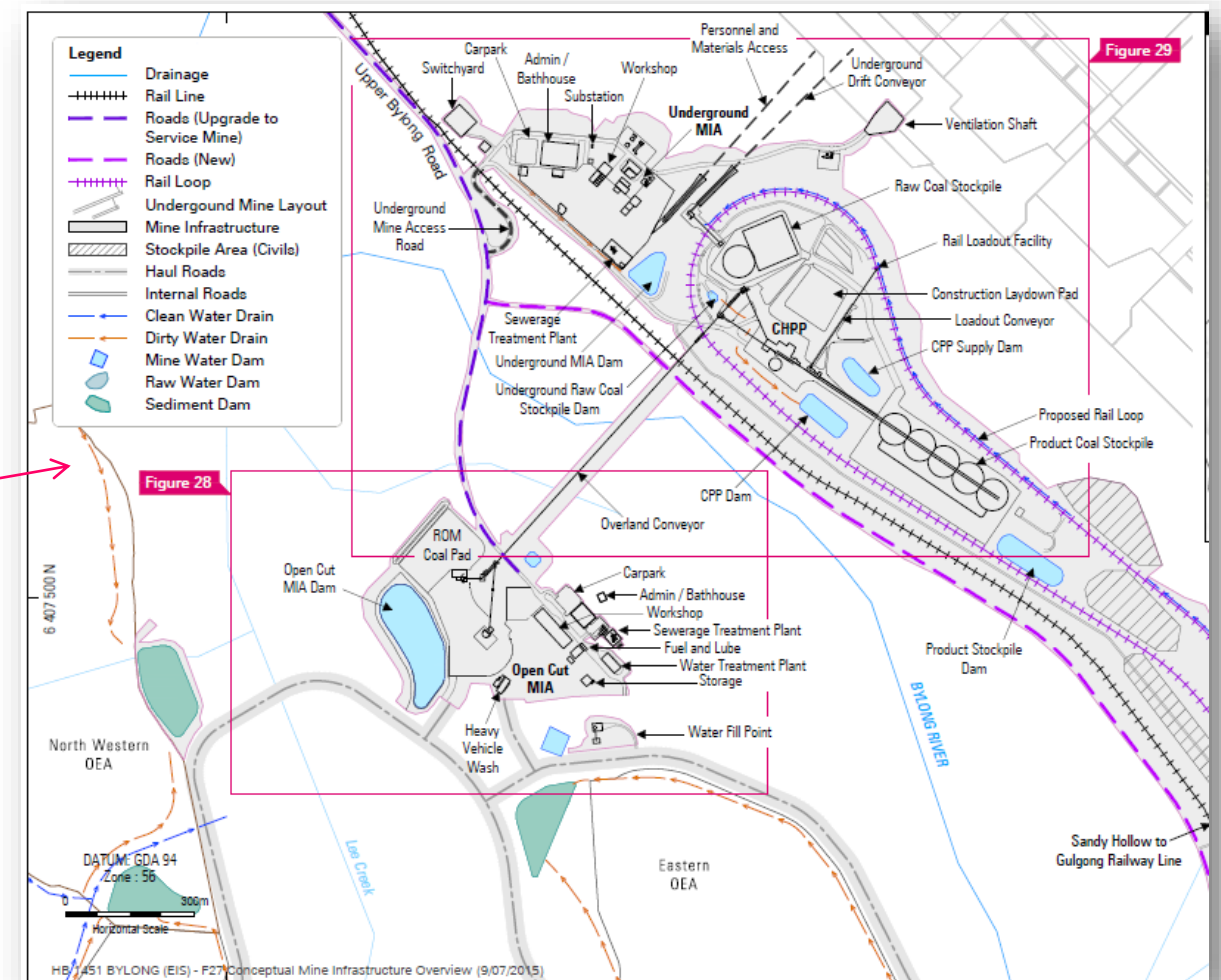 Legend
Drainage
Rail Line
Roads (Upgrade to
Service Mine)
Roads (New)
Rail Loop
Undergound Mine Layout
Mine Infrastructure
Stockpile Area (Civils)
Haul Roads
Internal Roads
Clean Water Drain
Dirty Water Drain
Mine Water Dam
Raw Water Dam
Sediment Dam
Figure 29
Personnel and
Materials Access
Underground
Drift Conveyor
Carpark
Switchyard
Admin /
Bathhouse
Substation
Workshop
Underground
MIA
Ventilation Shaft
Upper Bylong Road
Raw Coal Stockpile
Underground
Mine Access
Road
Rail Loadout Facility
Construction Laydown Pad
Loadout Conveyor
CHPP
CPP Supply Dam
Sewerage
Treatment Plant
Underground MIA Dam
Underground Raw Coal
Stockpile Dam
Proposed Rail Loop
Product Coal Stockpile
Figure 28
CPP Dam
Overland Conveyor
ROM
Coal Pad
Open Cut
MIA Dam
6 407 500 N
Carpark
Admin / Bathhouse
Workshop
Sewerage Treatment Plant
Fuel and Lube
Water Treatment Plant
Storage
Open Cut
MIA
Product Stockpile
Dam
BYLONG RIVER
Heavy
Vehicle
Wash
Water Fill Point
North Western
OEA
Lee Creek
Eastern
OEA
Sandy Hollow to
Gulgong Railway Line
DATUM: GDA 94
Zone : 56
0 300m
Horizontal Scale
HB 1451 BYLONG (EIS) - F27 Conceptual Mine Infrastructure Overview (9/07/2015)